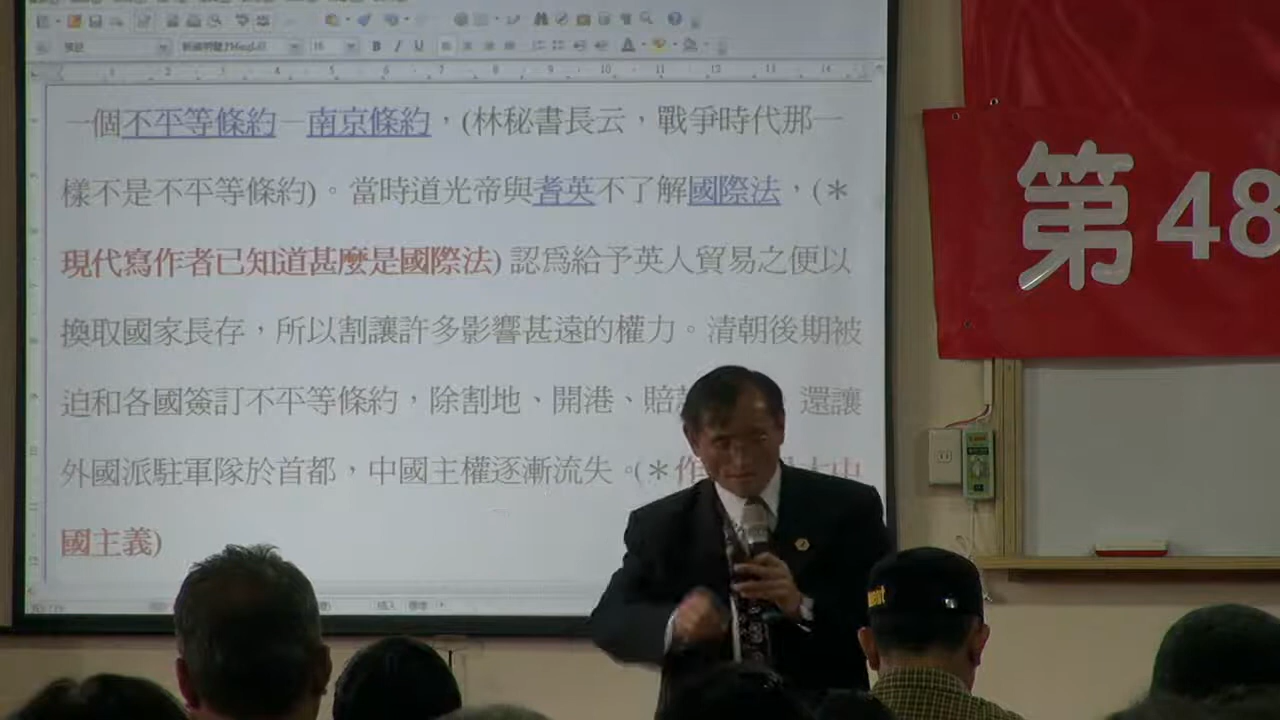 一個不平等條約－南京條約，(林秘書長云，戰爭時代那一
樣不是不平等條約)。當時道光帝與耆英不了解國際法，(＊
現代寫作者已知道甚麼是國際法) 認為給予英人貿易之便以
換取國家長存，所以割讓許多影響甚遠的權力。清朝後期被
迫和各國簽訂不平等條約，除割地、開港、賠 還讓
外國派駐軍隊於首都，中國主權逐漸流失。(＊作 中
國主義)
第 48